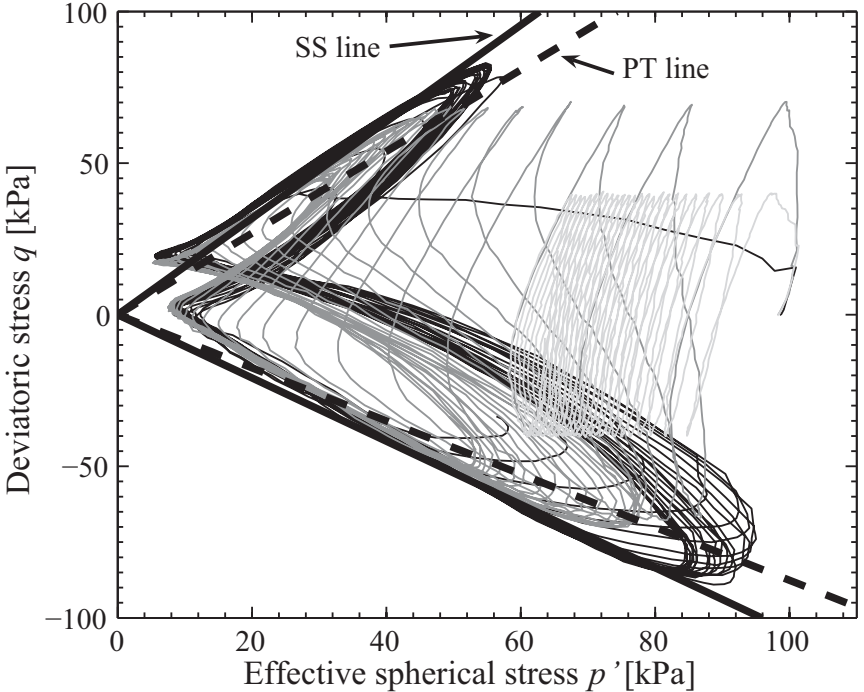 100
SS line
PT line
50
0
−50
−100
Deviatoric stress q [kPa]
0 20 40 60 80 100
Effective spherical stress p’ [kPa]